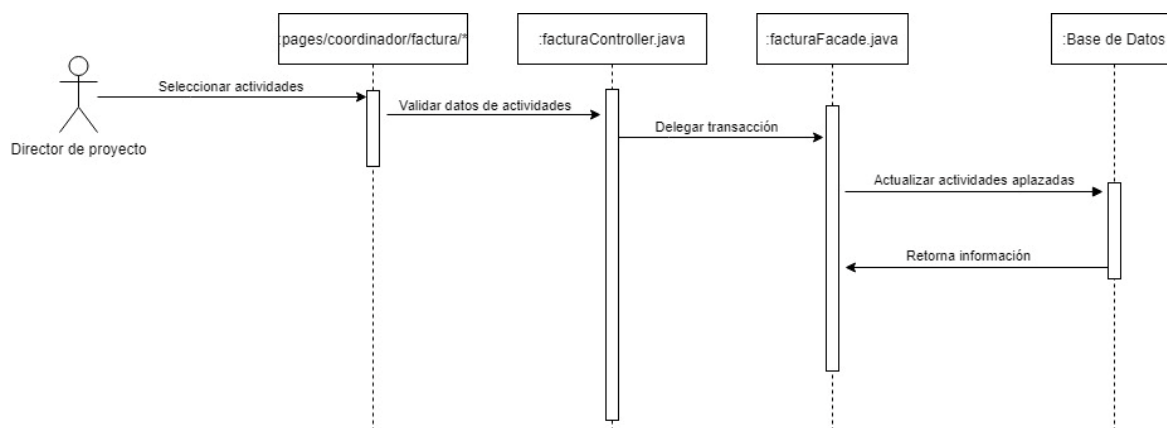 :pages/coordinador/factura/*
:facturaController.java
:facturaFacade.java
:Base de Datos
Seleccionar actividades
Validar datos de actividades
Delegar transacción
Director de proyecto
Actualizar actividades aplazadas
Retorna información